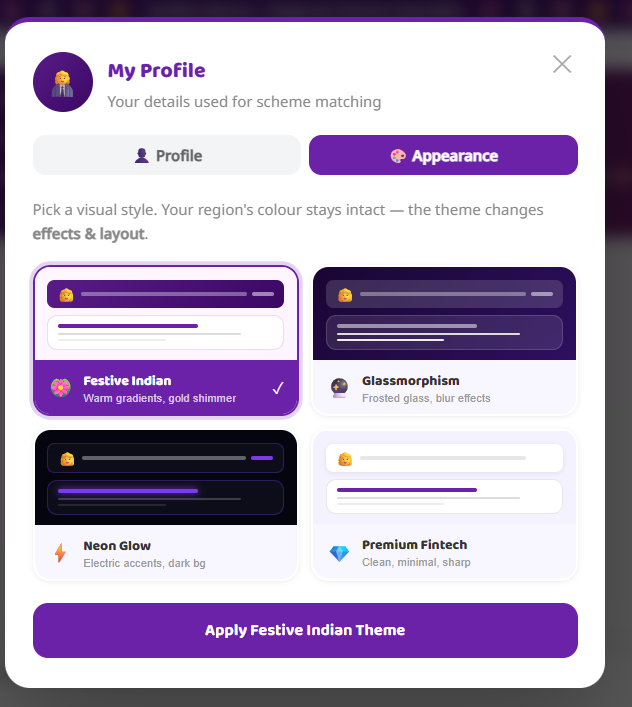 My Profile
Your details used for scheme matching
Profile
Appearance
Pick a visual style. Your region's colour stays intact — the theme changes
effects & layout.
Festive Indian
Warm gradients, gold shimmer
Glassmorphism
Frosted glass, blur effects
Neon Glow
Electric accents, dark bg
Premium Fintech
Clean, minimal, sharp
Apply Festive Indian Theme